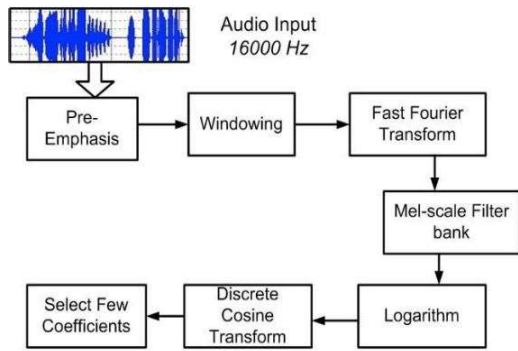 Audio Input
16000 Hz
Pre-
Emphasis
Windowing
Fast Fourier
Transform
Mel-scale Filter
bank
Logarithm
Discrete
Cosine
Transform
Select Few
Coefficients